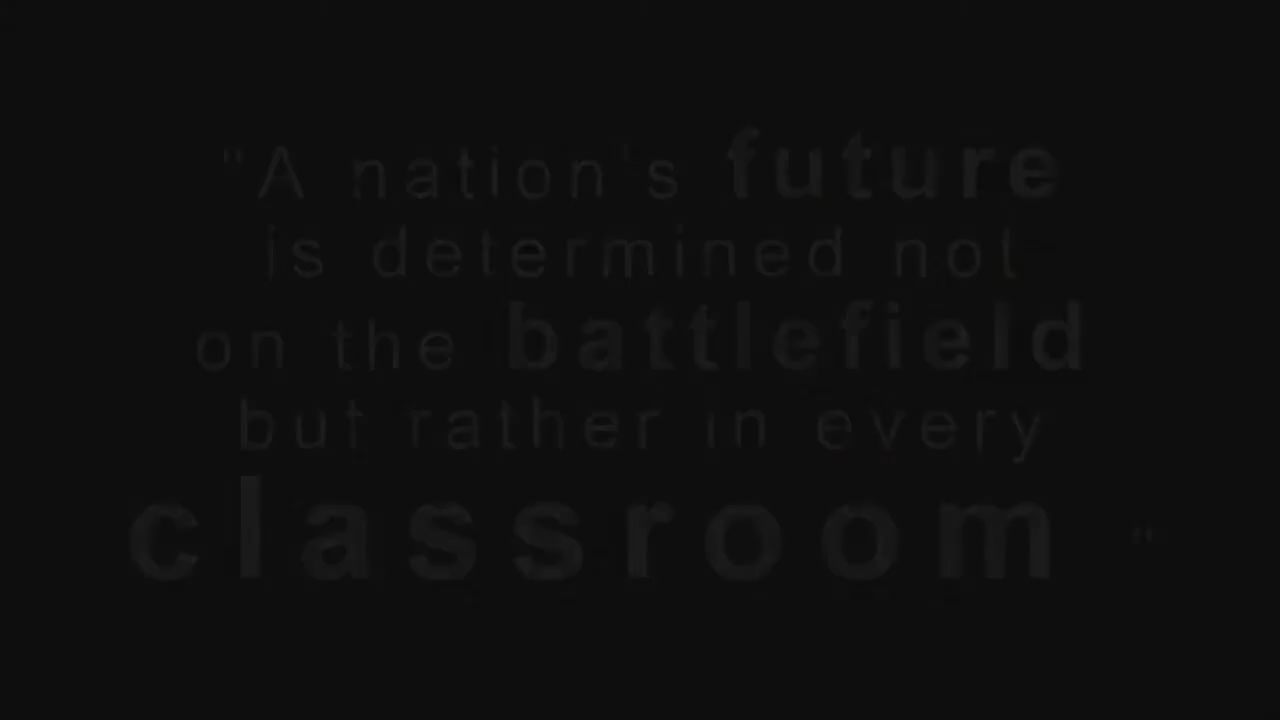 "A nation's future
is determined not
on the battlefield
but rather in every
classroom "